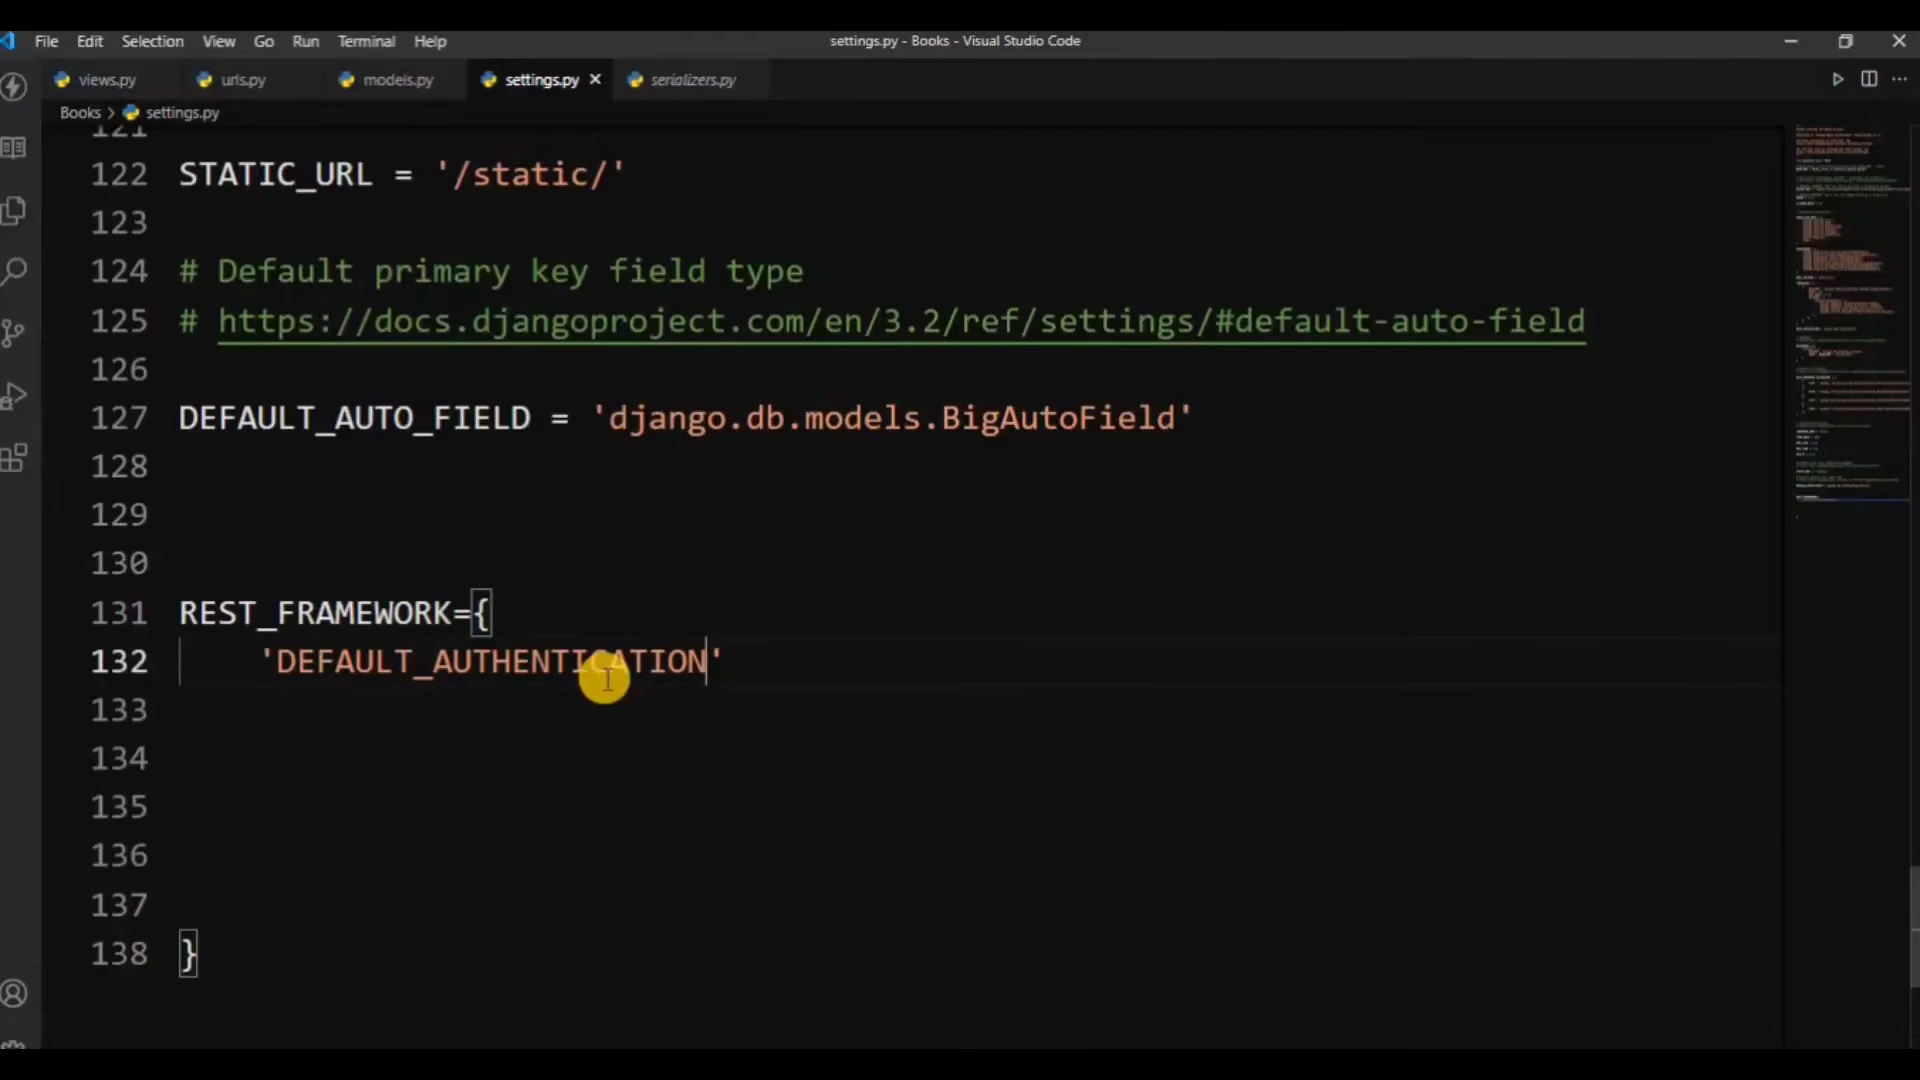 File Edit Selection View Go Run Terminal Help
settings.py - Books - Visual Studio Code
views.py urls.py models.py settings.py serializers.py
Books > settings.py
121
122 STATIC_URL = '/static/'
123
124 # Default primary key field type
125 # https://docs.djangoproject.com/en/3.2/ref/settings/#default-auto-field
126
127 DEFAULT_AUTO_FIELD = 'django.db.models.BigAutoField'
128
129
130
131 REST_FRAMEWORK={
132 'DEFAULT_AUTHENTICATION'
133
134
135
136
137
138 }